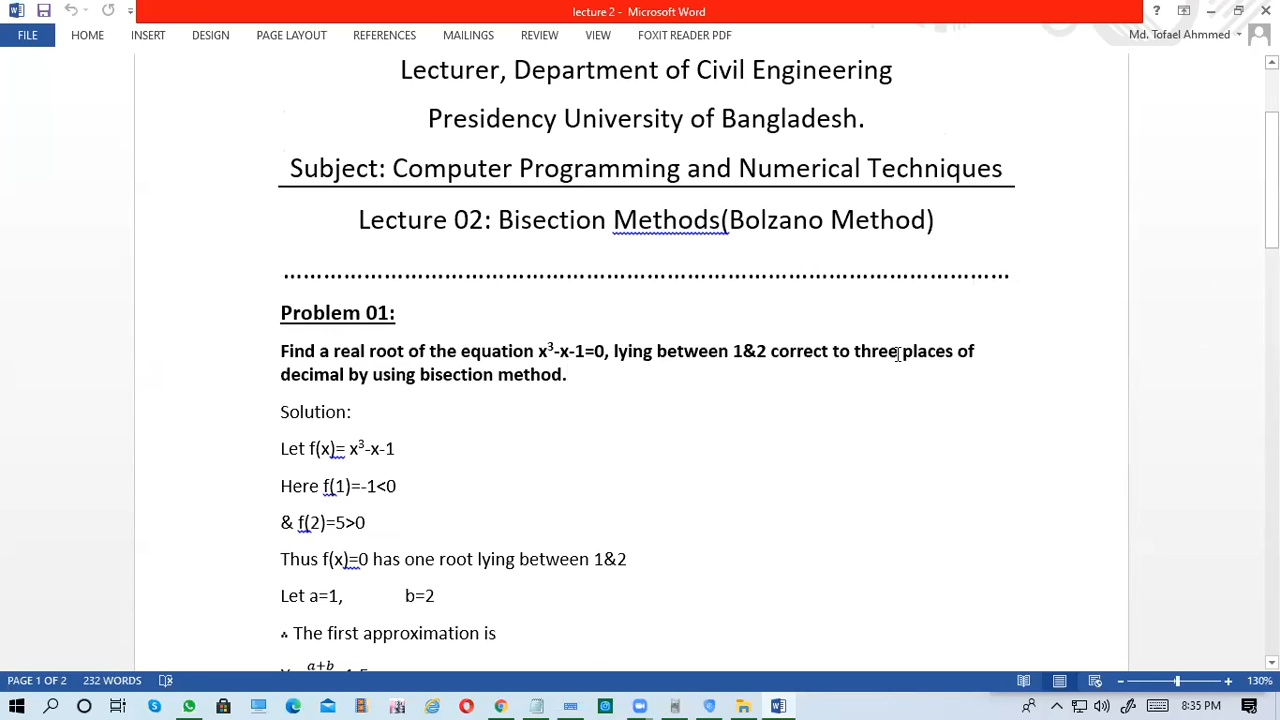 lecture 2 - Microsoft Word
?
FILE HOME INSERT DESIGN PAGE LAYOUT REFERENCES MAILINGS REVIEW VIEW FOXIT READER PDF Md. Tofael Ahmmed
Lecturer, Department of Civil Engineering
Presidency University of Bangladesh.
Subject: Computer Programming and Numerical Techniques
Lecture 02: Bisection Methods(Bolzano Method)
Problem 01:
Find a real root of the equation x³-x-1=0, lying between 1&2 correct to three places of
decimal by using bisection method.
Solution:
Let f(x)= x³-x-1
Here f(1)=-1<0
& f(2)=5>0
Thus f(x)=0 has one root lying between 1&2
Let a=1, b=2
∴ The first approximation is
a+b
PAGE 1 OF 2 232 WORDS 130%
8:35 PM